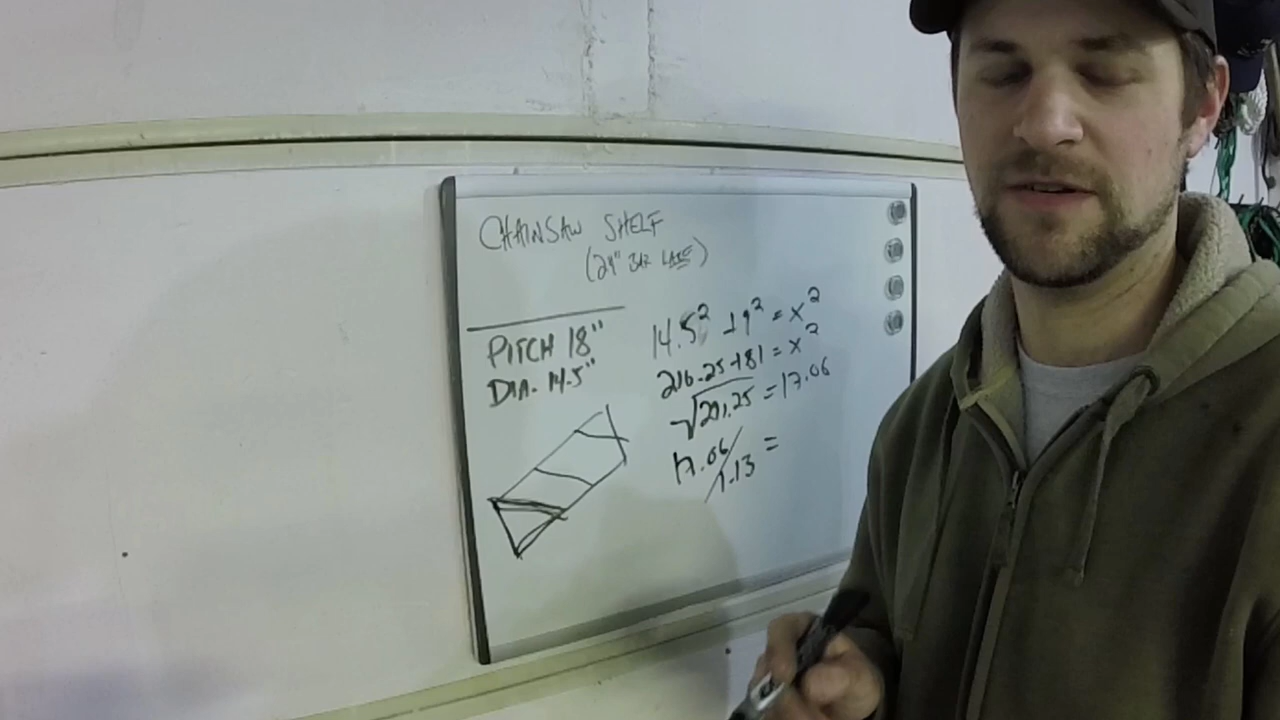 CHAINSAW SHELF
(24" BAR LATHE)
PITCH 18"
DIA. 14.5"
14.5² + 9² = x²
210.25 + 81 = x²
√291.25 = 17.06
17.06/1.13 =